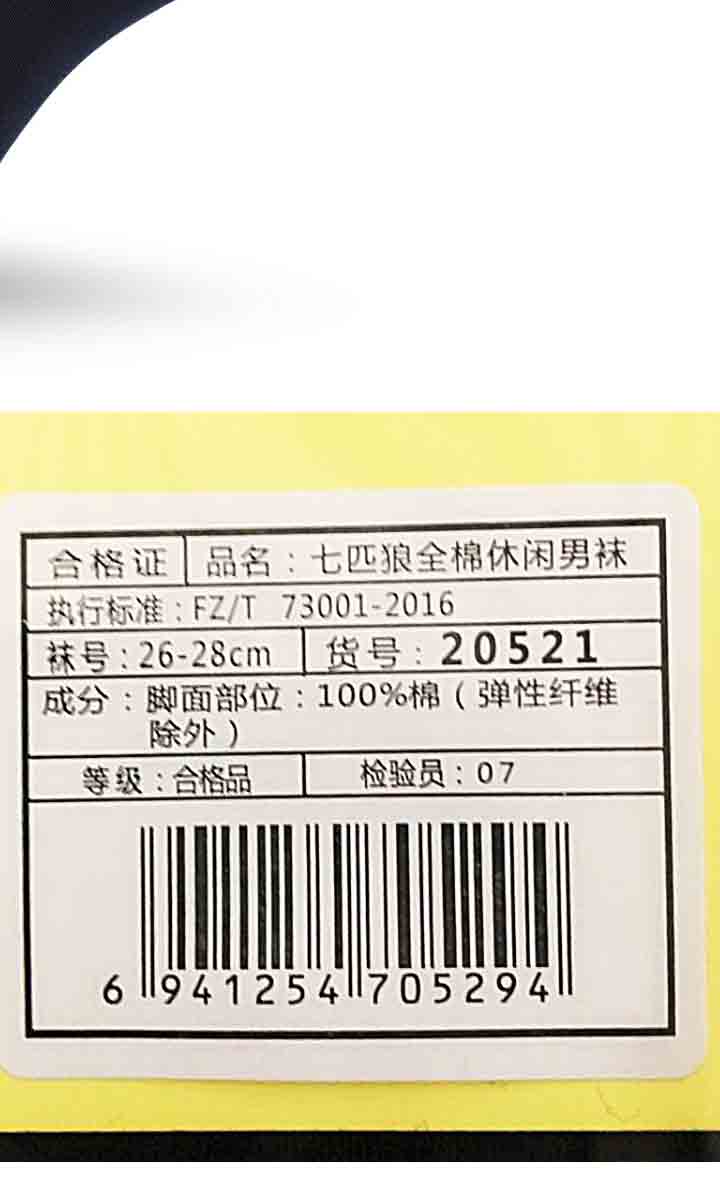 合格证 品名：七匹狼全棉休闲男袜
执行标准：FZ/T 73001-2016
袜号：26-28cm 货号：20521
成分：脚面部位：100%棉（弹性纤维
除外）
等级：合格品 检验员：07
6 941254 705294